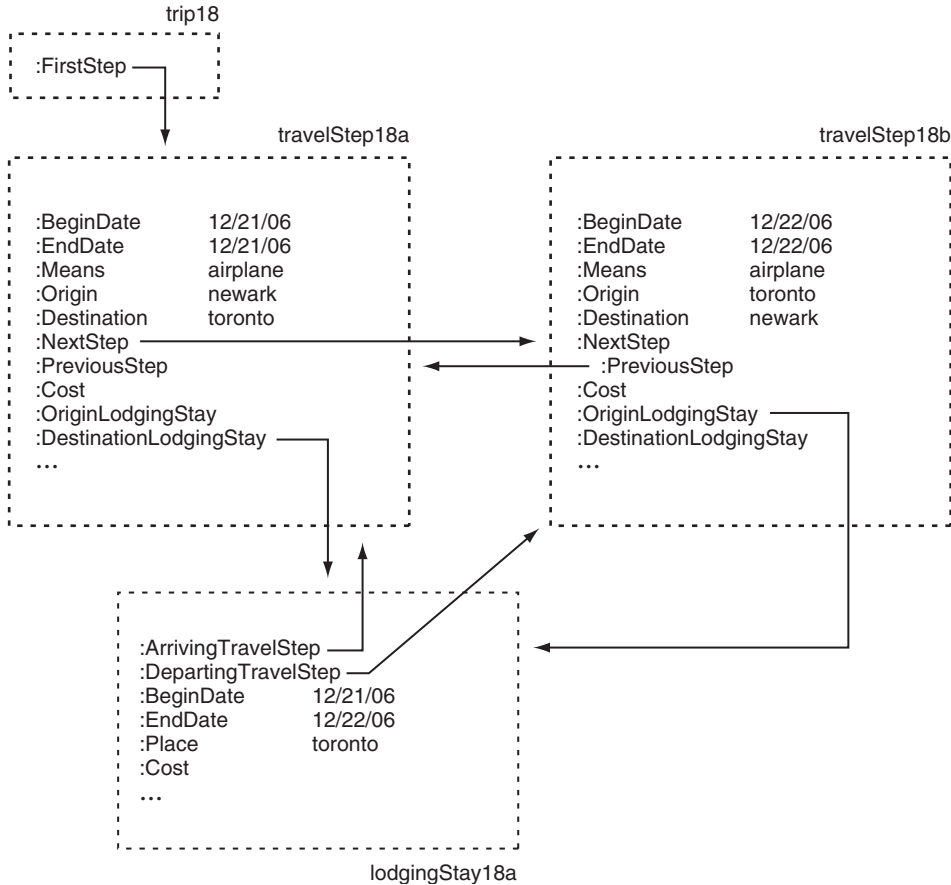 trip18
:FirstStep
travelStep18a
:BeginDate 12/21/06
:EndDate 12/21/06
:Means airplane
:Origin newark
:Destination toronto
:NextStep
:PreviousStep
:Cost
:OriginLodgingStay
:DestinationLodgingStay
...
travelStep18b
:BeginDate 12/22/06
:EndDate 12/22/06
:Means airplane
:Origin toronto
:Destination newark
:NextStep
:PreviousStep
:Cost
:OriginLodgingStay
:DestinationLodgingStay
...
:ArrivingTravelStep
:DepartingTravelStep
:BeginDate 12/21/06
:EndDate 12/22/06
:Place toronto
:Cost
...
lodgingStay18a